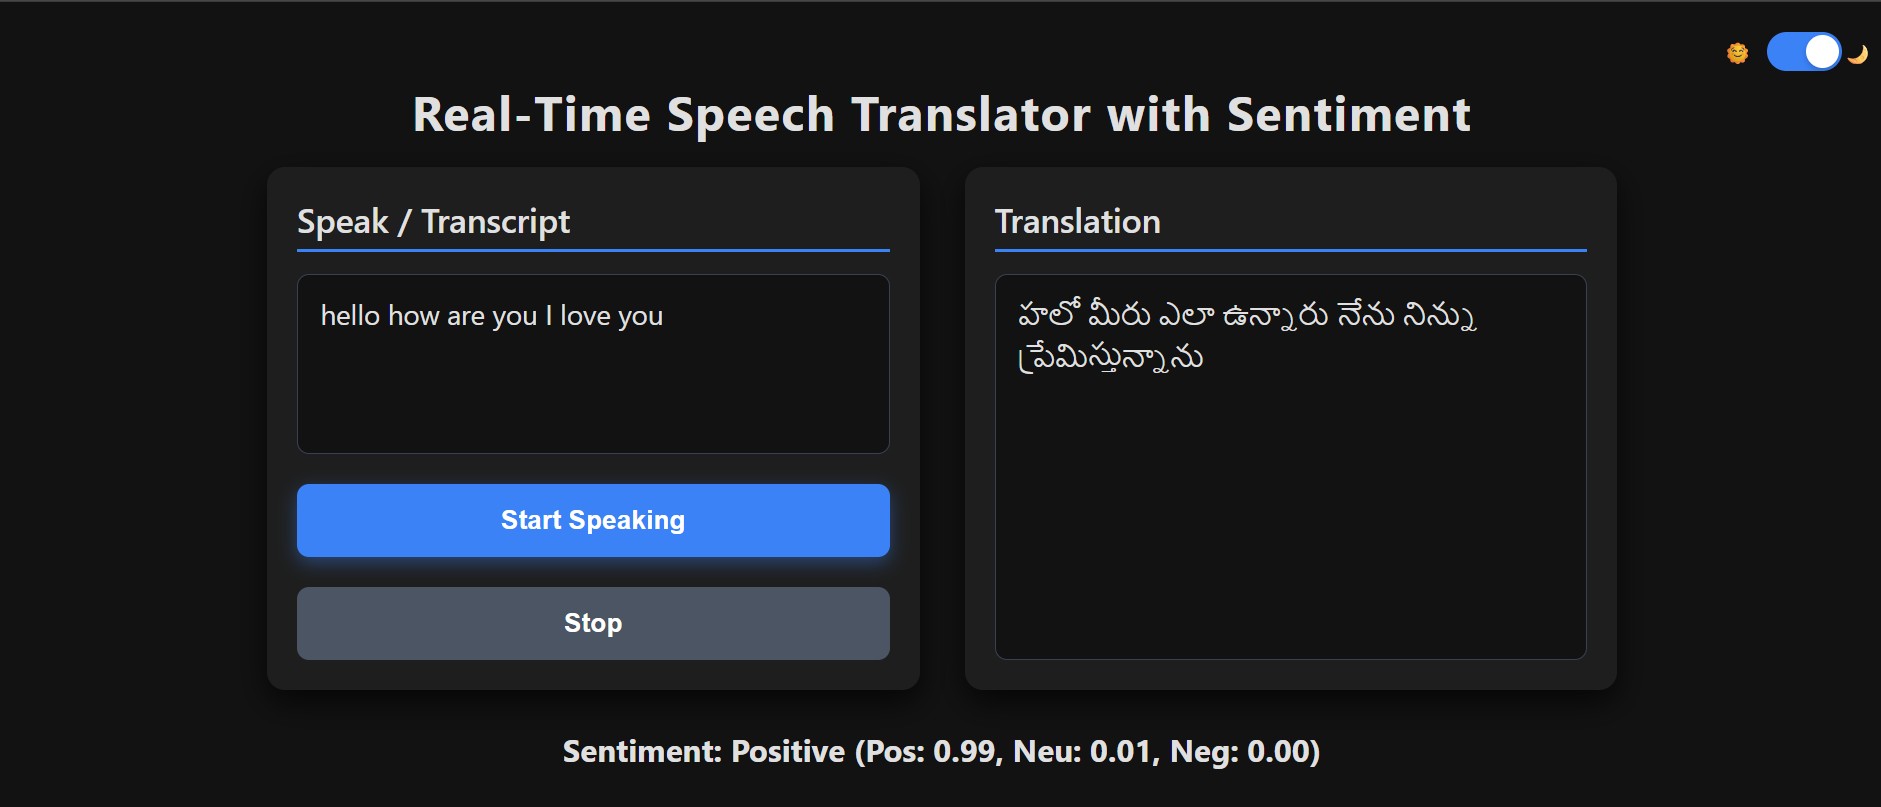 Real-Time Speech Translator with Sentiment
Speak / Transcript
hello how are you I love you
Start Speaking
Stop
Translation
హలో మీరు ఎలా ఉన్నారు నేను నిన్ను
ప్రేమిస్తున్నాను
Sentiment: Positive (Pos: 0.99, Neu: 0.01, Neg: 0.00)